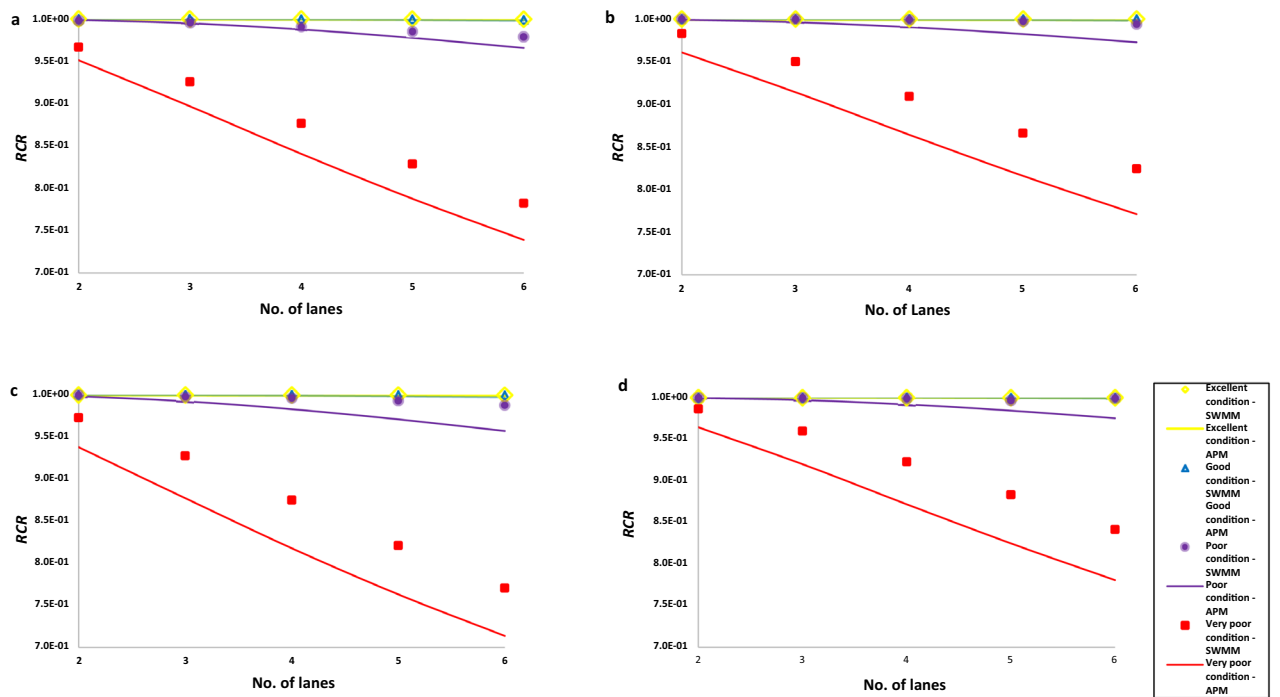 a
1.0E+00
9.5E-01
9.0E-01
8.5E-01
8.0E-01
7.5E-01
7.0E-01
RCR
2 3 4 5 6
No. of lanes
b
1.0E+00
9.5E-01
9.0E-01
8.5E-01
8.0E-01
7.5E-01
7.0E-01
RCR
2 3 4 5 6
No. of Lanes
c
1.0E+00
9.5E-01
9.0E-01
8.5E-01
8.0E-01
7.5E-01
7.0E-01
RCR
2 3 4 5 6
No. of lanes
d
1.0E+00
9.5E-01
9.0E-01
8.5E-01
8.0E-01
7.5E-01
7.0E-01
RCR
2 3 4 5 6
No. of lanes
Excellent
condition -
SWMM
Excellent
condition -
APM
Good
condition -
SWMM
Good
condition -
APM
Poor
condition -
SWMM
Poor
condition -
APM
Very poor
condition -
SWMM
Very poor
condition -
APM